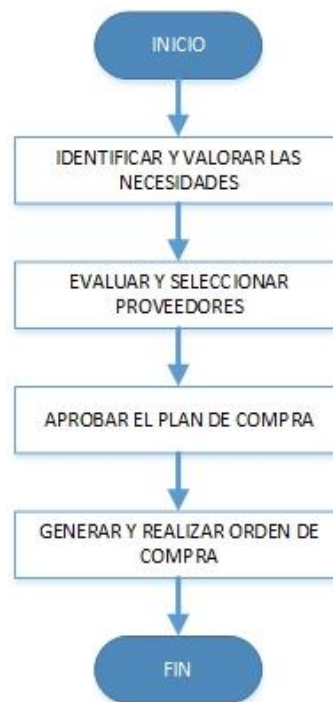 INICIO
IDENTIFICAR Y VALORAR LAS
NECESIDADES
EVALUAR Y SELECCIONAR
PROVEEDORES
APROBAR EL PLAN DE COMPRA
GENERAR Y REALIZAR ORDEN DE
COMPRA
FIN